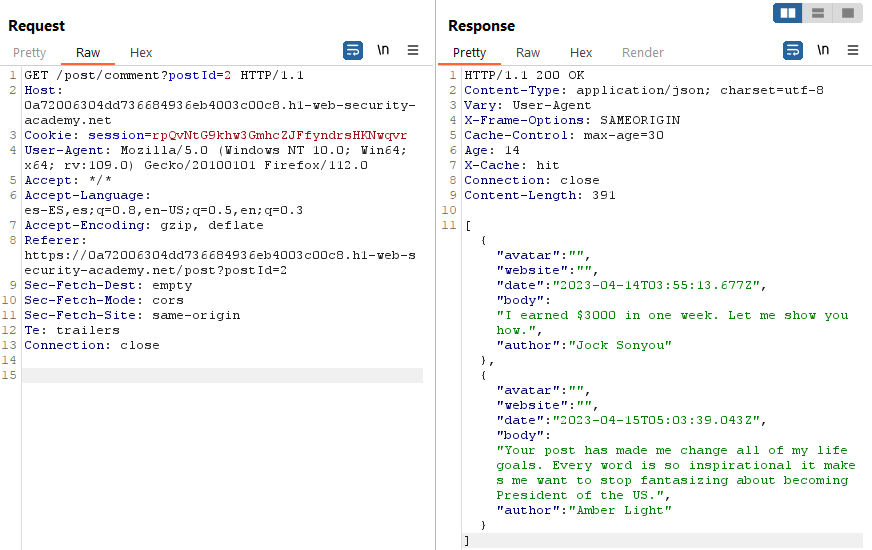 Request
Pretty Raw Hex \n
1 GET /post/comment?postId=2 HTTP/1.1
2 Host:
0a72006304dd736684936eb4003c00c8.h1-web-security-
academy.net
3 Cookie: session=rpQvNtG9khw3GmhcZJFfyndrsHKNwqvr
4 User-Agent: Mozilla/5.0 (Windows NT 10.0; Win64;
x64; rv:109.0) Gecko/20100101 Firefox/112.0
5 Accept: */*
6 Accept-Language:
es-ES,es;q=0.8,en-US;q=0.5,en;q=0.3
7 Accept-Encoding: gzip, deflate
8 Referer:
https://0a72006304dd736684936eb4003c00c8.h1-web-s
ecurity-academy.net/post?postId=2
9 Sec-Fetch-Dest: empty
10 Sec-Fetch-Mode: cors
11 Sec-Fetch-Site: same-origin
12 Te: trailers
13 Connection: close
14
15
Response
Pretty Raw Hex Render \n
1 HTTP/1.1 200 OK
2 Content-Type: application/json; charset=utf-8
3 Vary: User-Agent
4 X-Frame-Options: SAMEORIGIN
5 Cache-Control: max-age=30
6 Age: 14
7 X-Cache: hit
8 Connection: close
9 Content-Length: 391
10
11 [
{
"avatar":"",
"website":"",
"date":"2023-04-14T03:55:13.677Z",
"body":
"I earned $3000 in one week. Let me show you
how.",
"author":"Jock Sonyou"
},
{
"avatar":"",
"website":"",
"date":"2023-04-15T05:03:39.043Z",
"body":
"Your post has made me change all of my life
goals. Every word is so inspirational it make
s me want to stop fantasizing about becoming
President of the US.",
"author":"Amber Light"
}
]